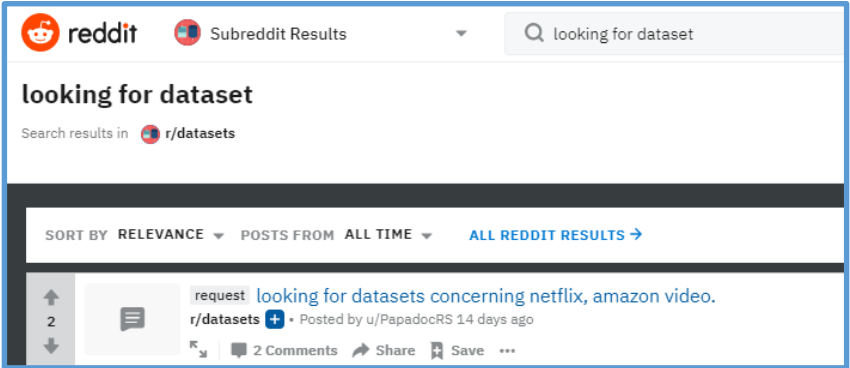 reddit Subreddit Results looking for dataset
looking for dataset
Search results in r/datasets
SORT BY RELEVANCE POSTS FROM ALL TIME ALL REDDIT RESULTS →
request looking for datasets concerning netflix, amazon video.
2 r/datasets + • Posted by u/PapadocRS 14 days ago
2 Comments Share Save •••